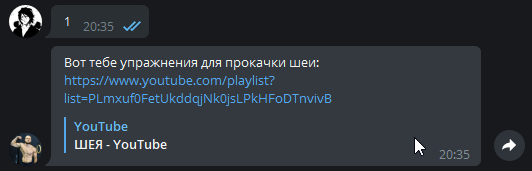 1
20:35
Вот тебе упражнения для прокачки шеи:
https://www.youtube.com/playlist?
list=PLmxuf0FetUkddqjNk0jsLPkHFoDTnvivB
YouTube
ШЕЯ - YouTube
20:35